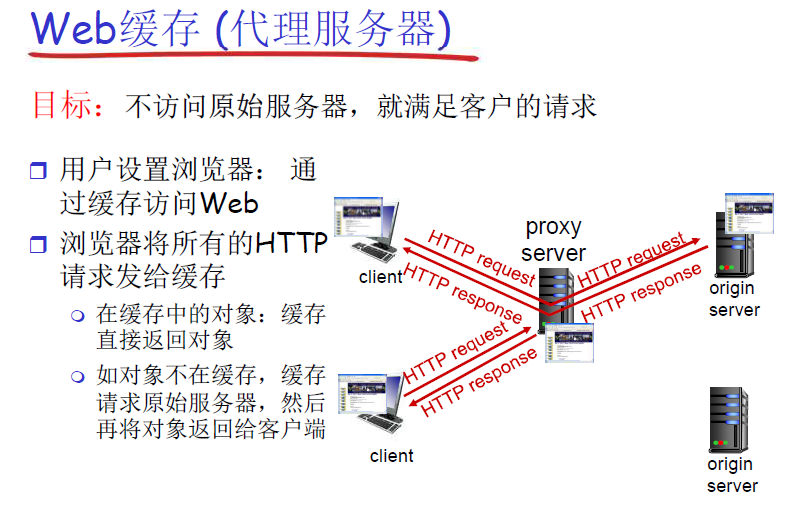 Web缓存 (代理服务器)
目标：不访问原始服务器，就满足客户的请求
用户设置浏览器： 通
过缓存访问Web
浏览器将所有的HTTP
请求发给缓存
在缓存中的对象：缓存
直接返回对象
如对象不在缓存，缓存
请求原始服务器，然后
再将对象返回给客户端
client
HTTP request
HTTP response
proxy
server
HTTP request
HTTP response
origin
server
HTTP request
HTTP response
client
origin
server